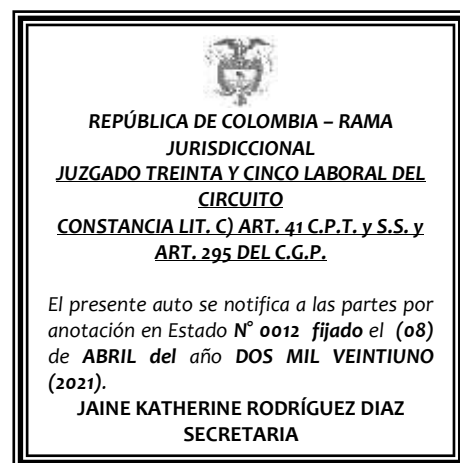 REPÚBLICA DE COLOMBIA – RAMA
JURISDICCIONAL
JUZGADO TREINTA Y CINCO LABORAL DEL
CIRCUITO
CONSTANCIA LIT. C) ART. 41 C.P.T. y S.S. y
ART. 295 DEL C.G.P.
El presente auto se notifica a las partes por
anotación en Estado N° 0012 fijado el (08)
de ABRIL del año DOS MIL VEINTIUNO
(2021).
JAINE KATHERINE RODRÍGUEZ DIAZ
SECRETARIA